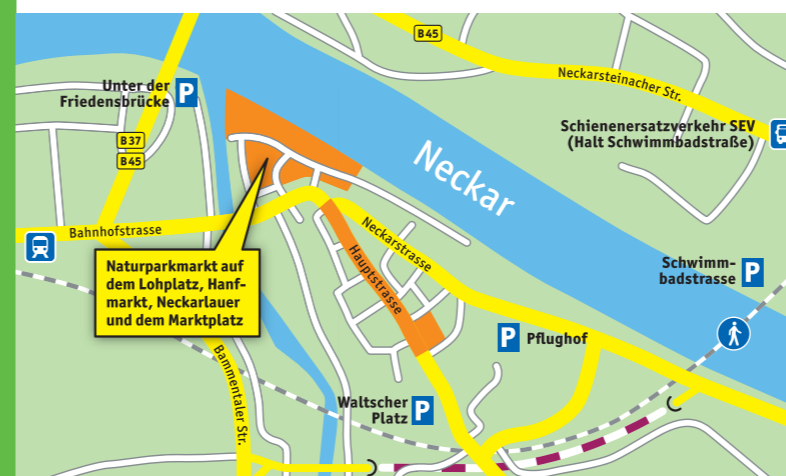 B45
Neckarsteinacher Str.
Unter der
Friedensbrücke
P
Schienenersatzverkehr SEV
(Halt Schwimmbadstraße)
B37
B45
Neckar
Bahnhofstrasse
Neckarstrasse
Hauptstrasse
Naturparkmarkt auf
dem Lohplatz, Hanf-
markt, Neckarlauer
und dem Marktplatz
Schwimm-
badstrasse
P
P
Pflughof
Bammentaler Str.
Waltscher
Platz
P